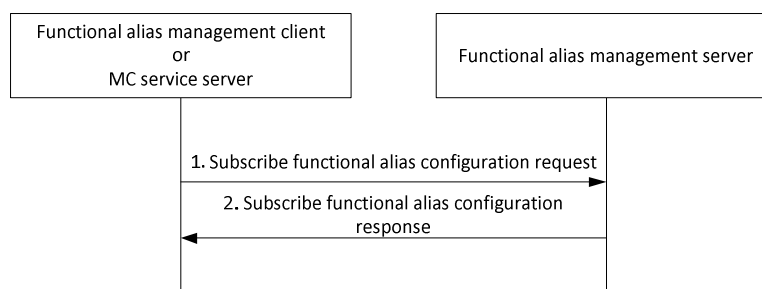 Functional alias management client
or
MC service server
Functional alias management server
1. Subscribe functional alias configuration request
2. Subscribe functional alias configuration
response